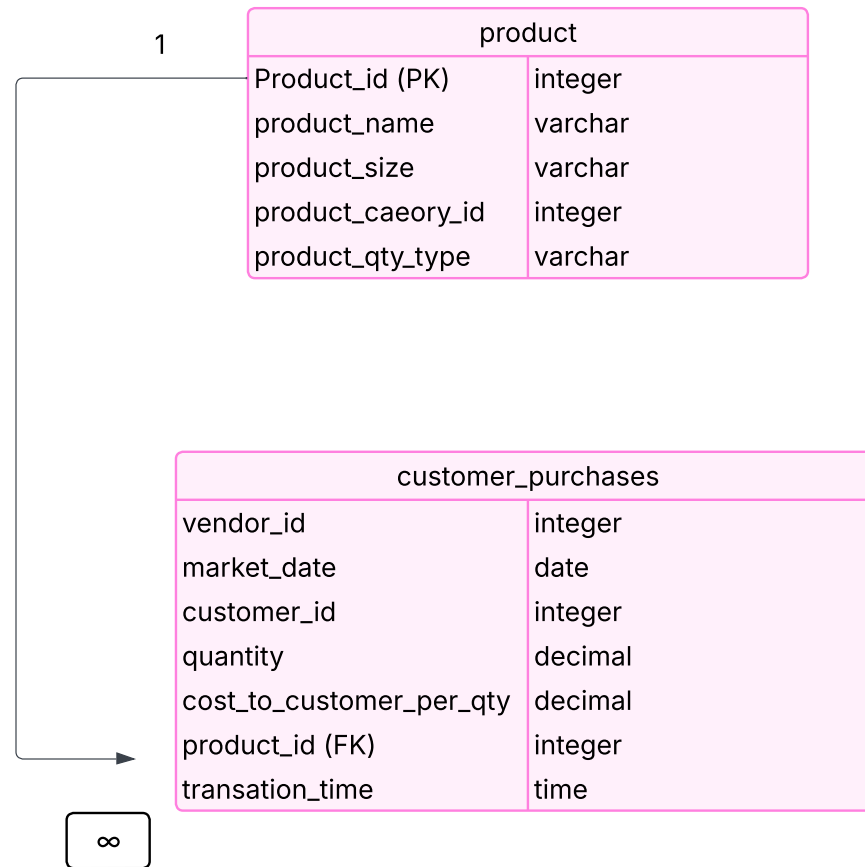 1
product
Product_id (PK) integer
product_name varchar
product_size varchar
product_caeory_id integer
product_qty_type varchar
customer_purchases
vendor_id integer
market_date date
customer_id integer
quantity decimal
cost_to_customer_per_qty decimal
product_id (FK) integer
transation_time time
∞